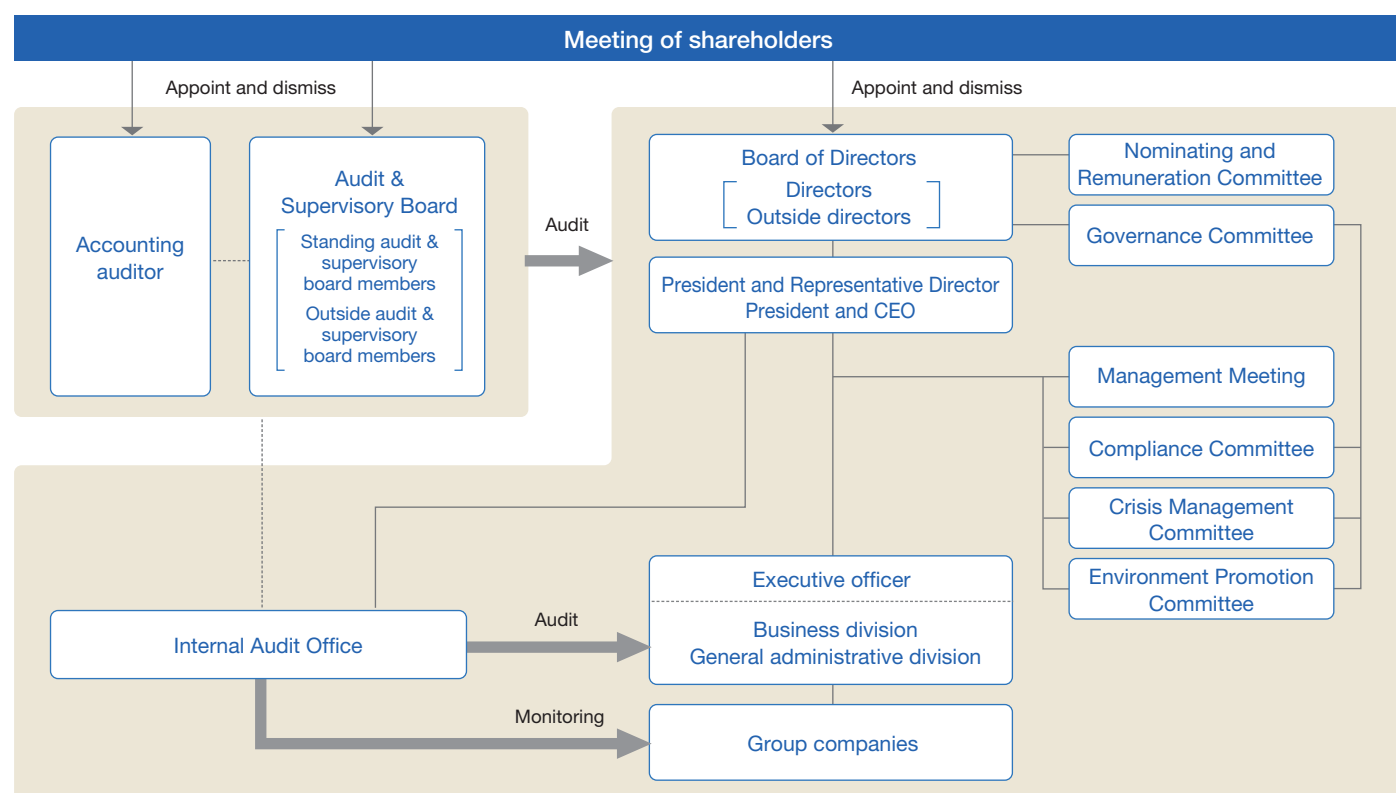 Meeting of shareholders
Appoint and dismiss
Appoint and dismiss
Accounting
auditor
Audit &
Supervisory Board
Standing audit &
supervisory
board members
Outside audit &
supervisory
board members
Audit
Board of Directors
Directors
Outside directors
President and Representative Director
President and CEO
Nominating and
Remuneration Committee
Governance Committee
Management Meeting
Compliance Committee
Crisis Management
Committee
Environment Promotion
Committee
Internal Audit Office
Audit
Monitoring
Executive officer
Business division
General administrative division
Group companies